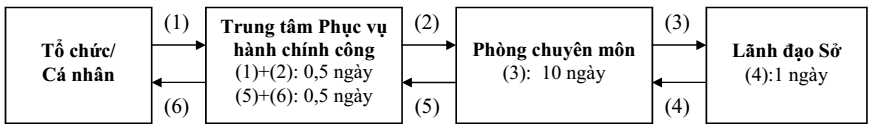 (1)
(2)
(3)
Tổ chức/
Cá nhân
Trung tâm Phục vụ
hành chính công
(1)+(2): 0,5 ngày
(5)+(6): 0,5 ngày
Phòng chuyên môn
(3): 10 ngày
Lãnh đạo Sở
(4):1 ngày
(6)
(5)
(4)